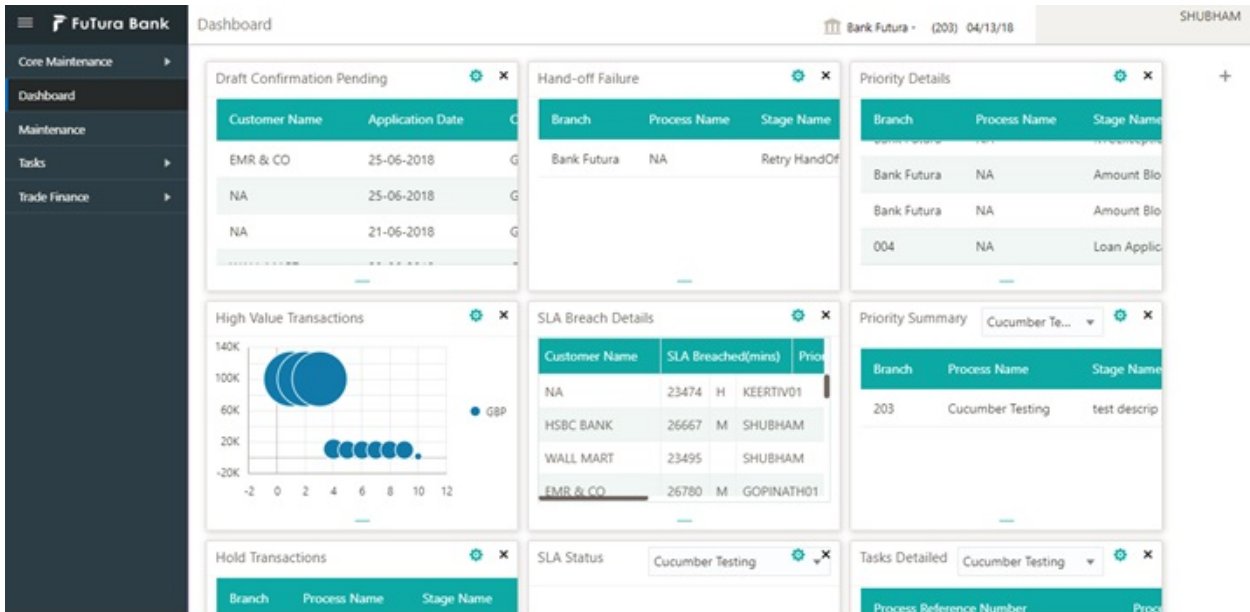 FuTura Bank
Dashboard
Bank Futura - (203) 04/13/18
SHUBHAM
Core Maintenance
Dashboard
Maintenance
Tasks
Trade Finance
Draft Confirmation Pending
Customer Name Application Date C
EMR & CO 25-06-2018 G
NA 25-06-2018 G
NA 21-06-2018 G
Hand-off Failure
Branch Process Name Stage Name
Bank Futura NA Retry HandOf
Priority Details
Branch Process Name Stage Name
Bank Futura NA Amount Blo
Bank Futura NA Amount Blo
004 NA Loan Applic
High Value Transactions
140K
100K
60K
20K
-20K
-2 0 2 4 6 8 10 12
GBP
SLA Breach Details
Customer Name SLA Breached(mins) Prior
NA 23474 H KEERTIV01
HSBC BANK 26667 M SHUBHAM
WALL MART 23495 SHUBHAM
EMR & CO 26780 M GOPINATH01
Priority Summary Cucumber Te...
Branch Process Name Stage Name
203 Cucumber Testing test descrip
Hold Transactions
Branch Process Name Stage Name
SLA Status Cucumber Testing
Tasks Detailed Cucumber Testing
Process Reference Number Proce